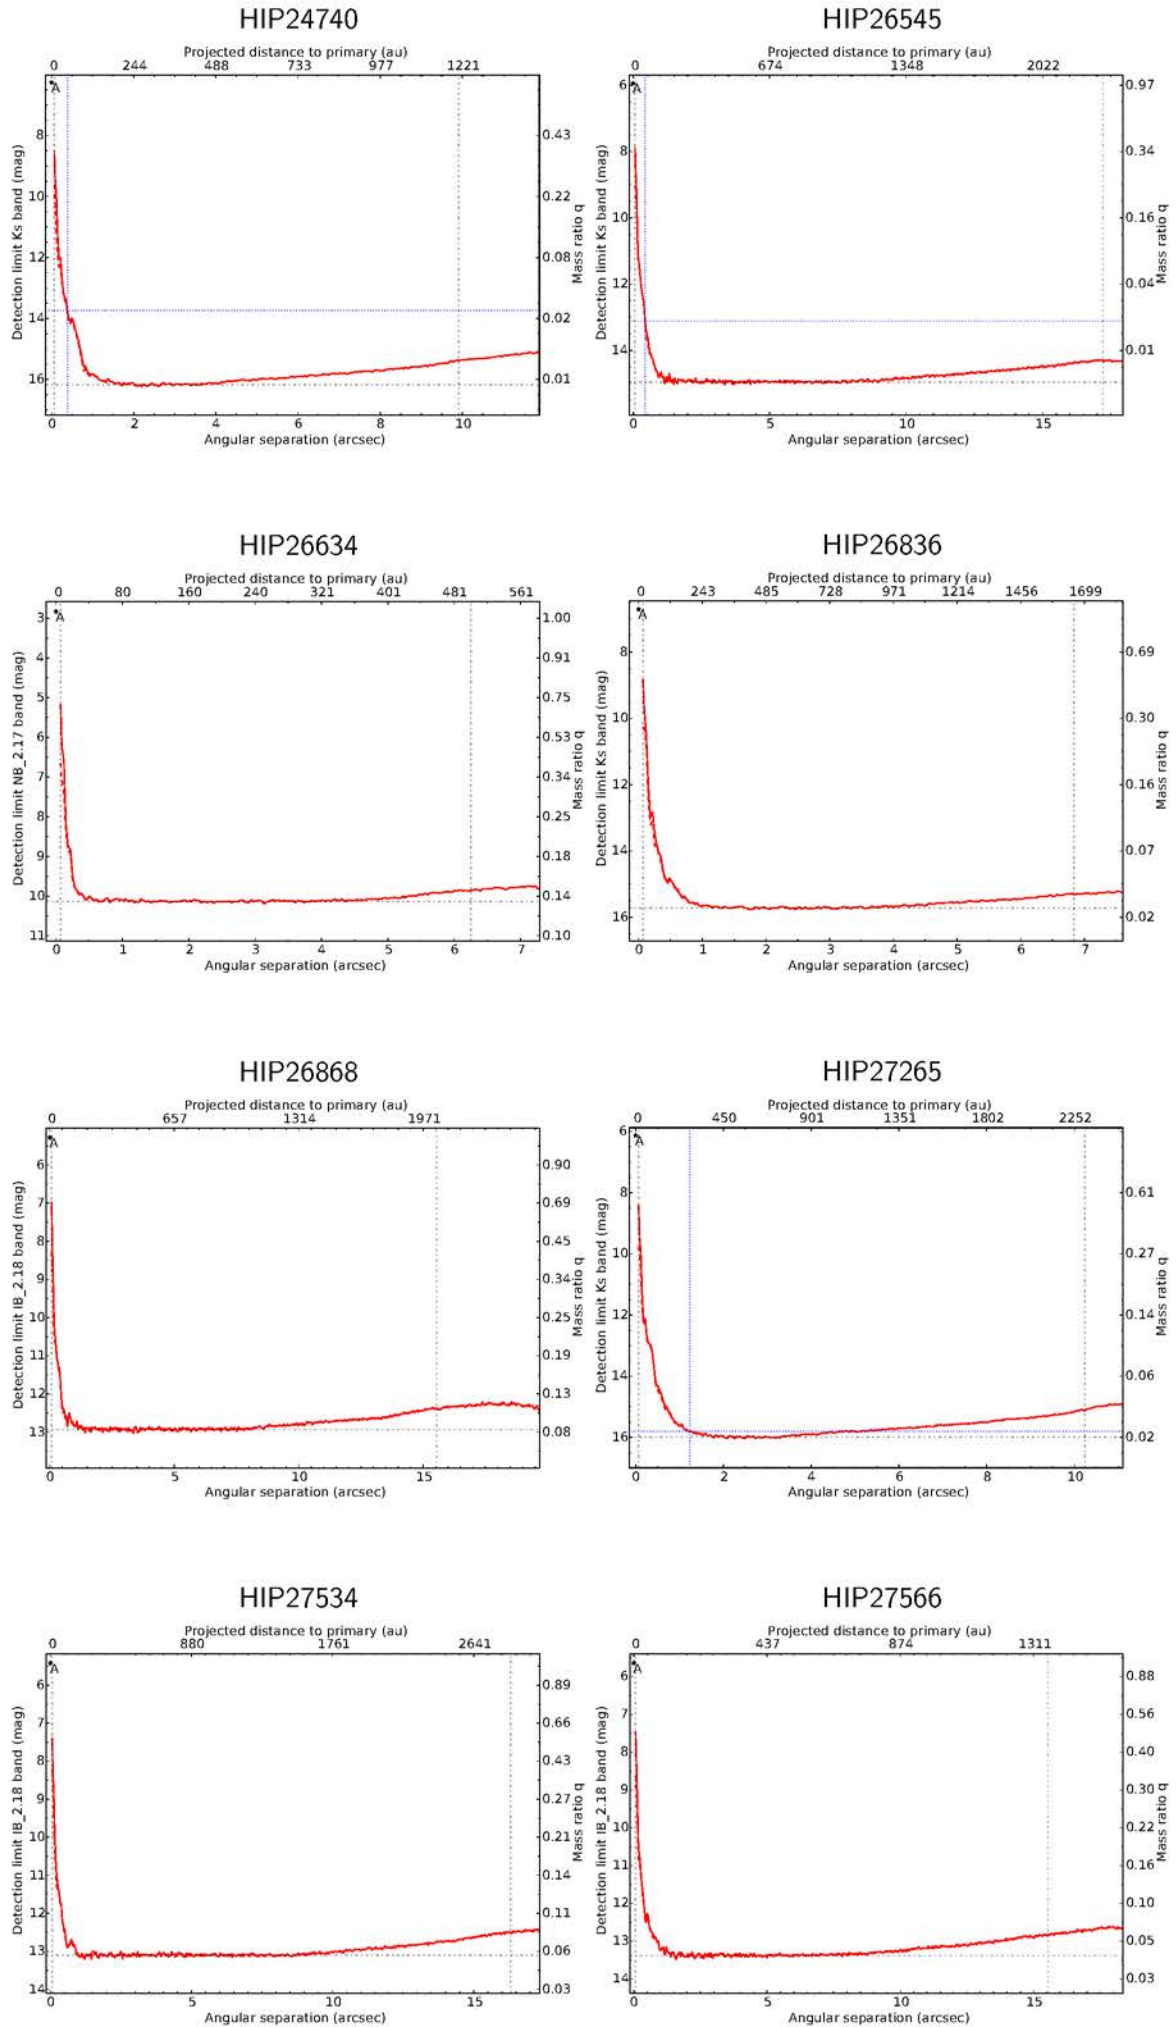 HIP24740
Projected distance to primary (au)
0 244 488 733 977 1221
A
Detection limit Ks band (mag)
8
10
12
14
16
0.43
0.22
0.08
0.02
0.01
Mass ratio q
0 2 4 6 8 10
Angular separation (arcsec)
HIP26545
Projected distance to primary (au)
674 1348 2022
A
Detection limit Ks band (mag)
6
8
10
12
14
0.97
0.34
0.16
0.04
0.01
Mass ratio q
0 5 10 15
Angular separation (arcsec)
HIP26634
Projected distance to primary (au)
0 80 160 240 321 401 481 561
A
Detection limit NB_2.17 band (mag)
3
4
5
6
7
8
9
10
11
1.00
0.91
0.75
0.53
0.34
0.25
0.18
0.14
0.10
Mass ratio q
0 1 2 3 4 5 6 7
Angular separation (arcsec)
HIP26836
Projected distance to primary (au)
0 243 485 728 971 1214 1456 1699
A
Detection limit Ks band (mag)
8
10
12
14
16
0.69
0.30
0.16
0.07
0.02
Mass ratio q
0 1 2 3 4 5 6 7
Angular separation (arcsec)
HIP26868
Projected distance to primary (au)
0 657 1314 1971
A
Detection limit IB_2.18 band (mag)
6
7
8
9
10
11
12
13
0.90
0.69
0.45
0.34
0.25
0.19
0.13
0.08
Mass ratio q
0 5 10 15
Angular separation (arcsec)
HIP27265
Projected distance to primary (au)
0 450 901 1351 1802 2252
A
Detection limit Ks band (mag)
6
8
10
12
14
16
0.61
0.27
0.14
0.06
0.02
Mass ratio q
0 2 4 6 8 10
Angular separation (arcsec)
HIP27534
Projected distance to primary (au)
0 880 1761 2641
A
Detection limit IB_2.18 band (mag)
6
7
8
9
10
11
12
13
14
0.89
0.66
0.43
0.27
0.21
0.14
0.11
0.06
0.03
Mass ratio q
0 5 10 15
Angular separation (arcsec)
HIP27566
Projected distance to primary (au)
0 437 874 1311
A
Detection limit IB_2.18 band (mag)
6
7
8
9
10
11
12
13
14
0.88
0.56
0.40
0.30
0.22
0.16
0.10
0.05
0.03
Mass ratio q
0 5 10 15
Angular separation (arcsec)